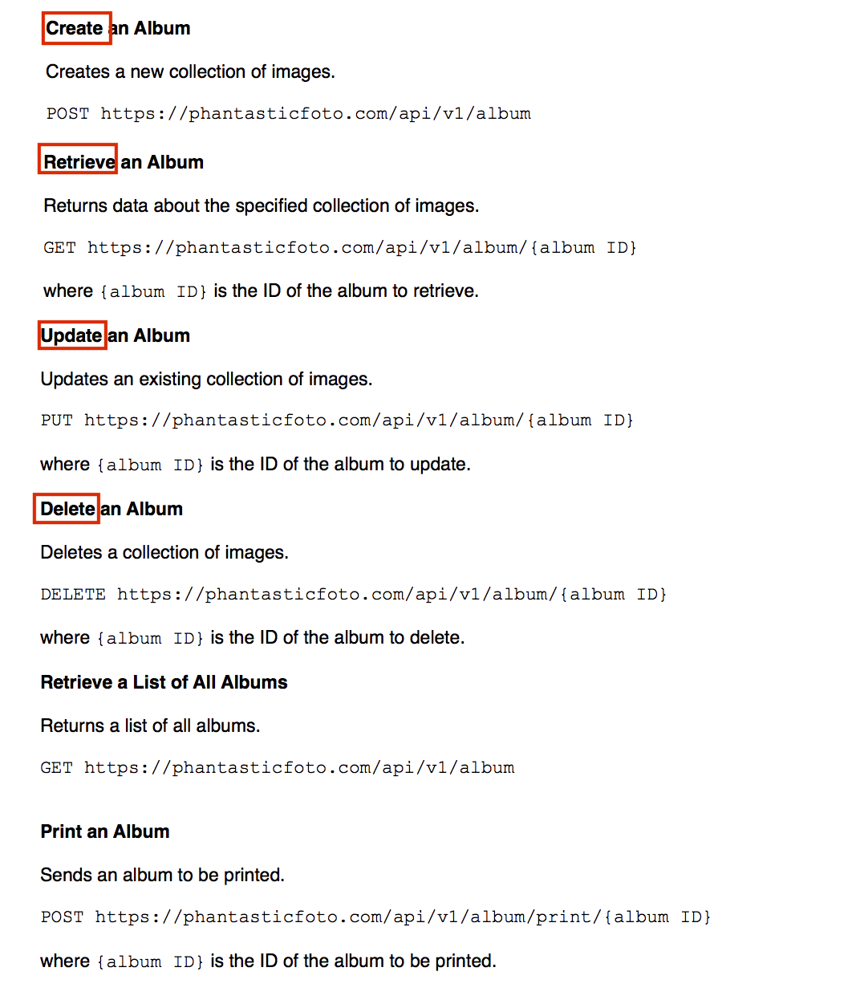 Create an Album
Creates a new collection of images.
POST https://phantasticfoto.com/api/v1/album
Retrieve an Album
Returns data about the specified collection of images.
GET https://phantasticfoto.com/api/v1/album/{album ID}
where {album ID} is the ID of the album to retrieve.
Update an Album
Updates an existing collection of images.
PUT https://phantasticfoto.com/api/v1/album/{album ID}
where {album ID} is the ID of the album to update.
Delete an Album
Deletes a collection of images.
DELETE https://phantasticfoto.com/api/v1/album/{album ID}
where {album ID} is the ID of the album to delete.
Retrieve a List of All Albums
Returns a list of all albums.
GET https://phantasticfoto.com/api/v1/album
Print an Album
Sends an album to be printed.
POST https://phantasticfoto.com/api/v1/album/print/{album ID}
where {album ID} is the ID of the album to be printed.